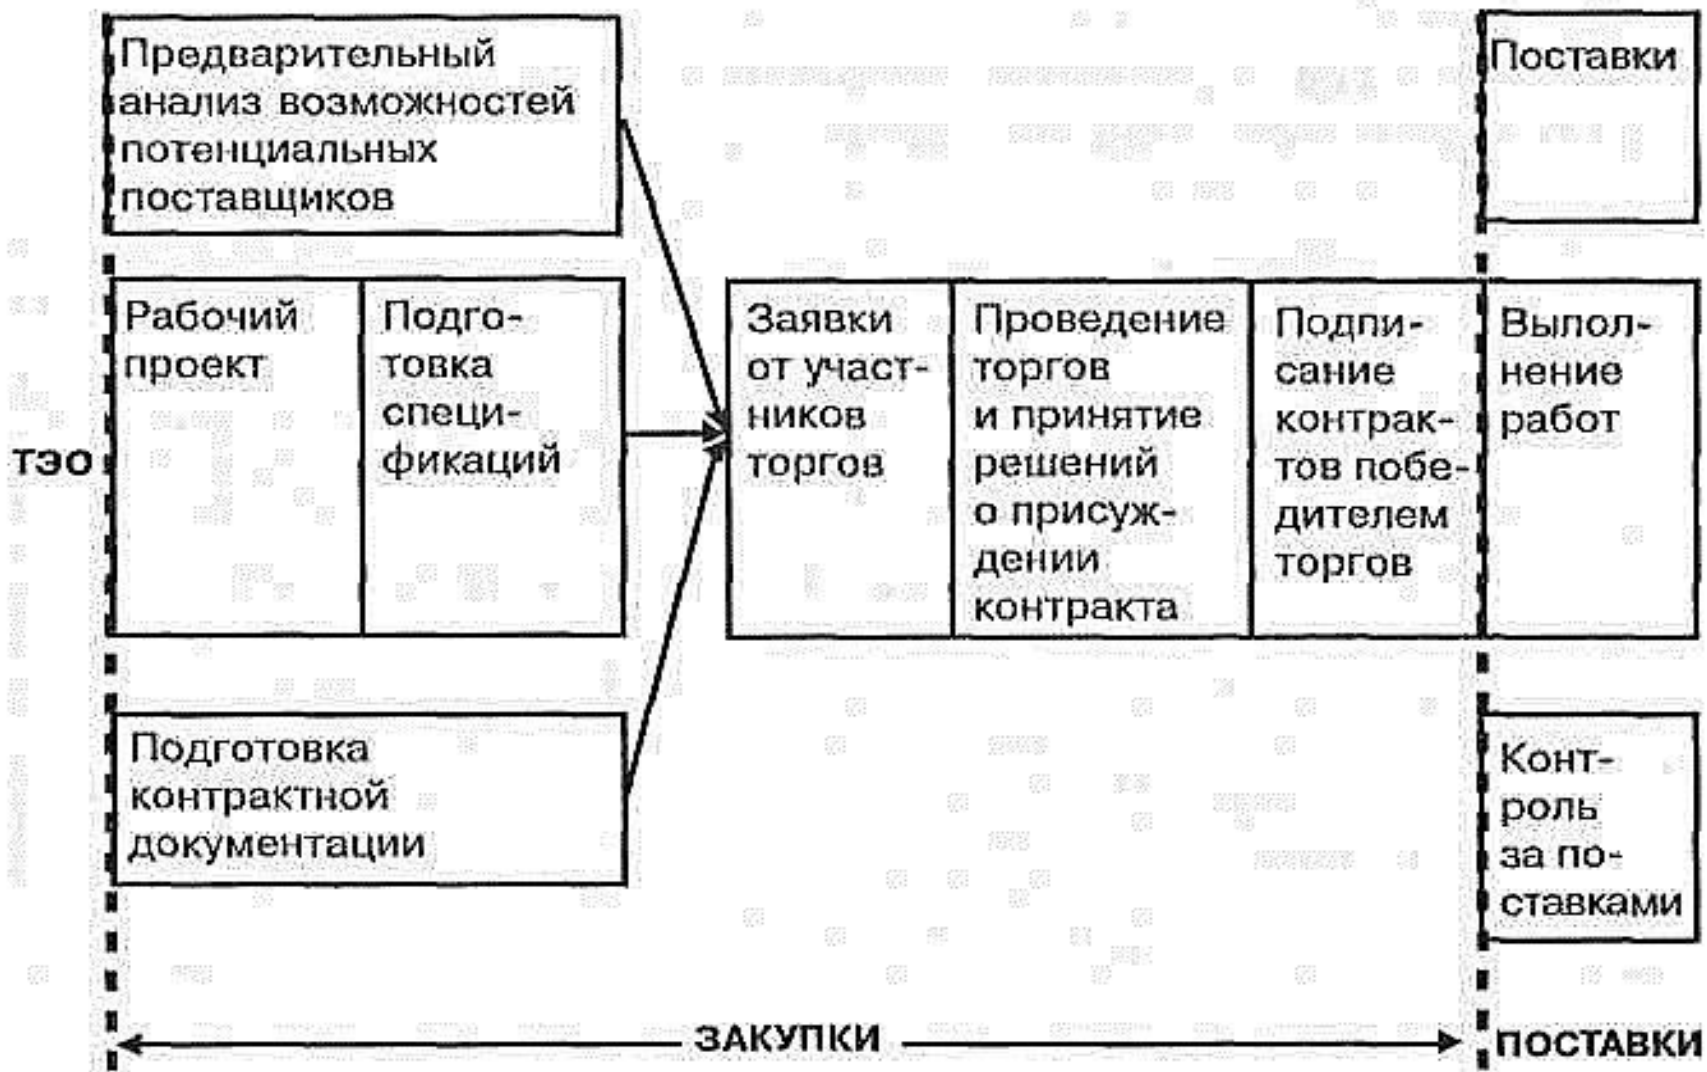 Предварительный
анализ возможностей
потенциальных
поставщиков
Поставки
ТЭО
Рабочий
проект
Подго-
товка
специ-
фикаций
Заявки
от участ-
ников
торгов
Проведение
торгов
и принятие
решений
о присуж-
дении
контракта
Подпи-
сание
контрак-
тов побе-
дителем
торгов
Выпол-
нение
работ
Подготовка
контрактной
документации
Конт-
роль
за по-
ставками
ЗАКУПКИ
ПОСТАВКИ